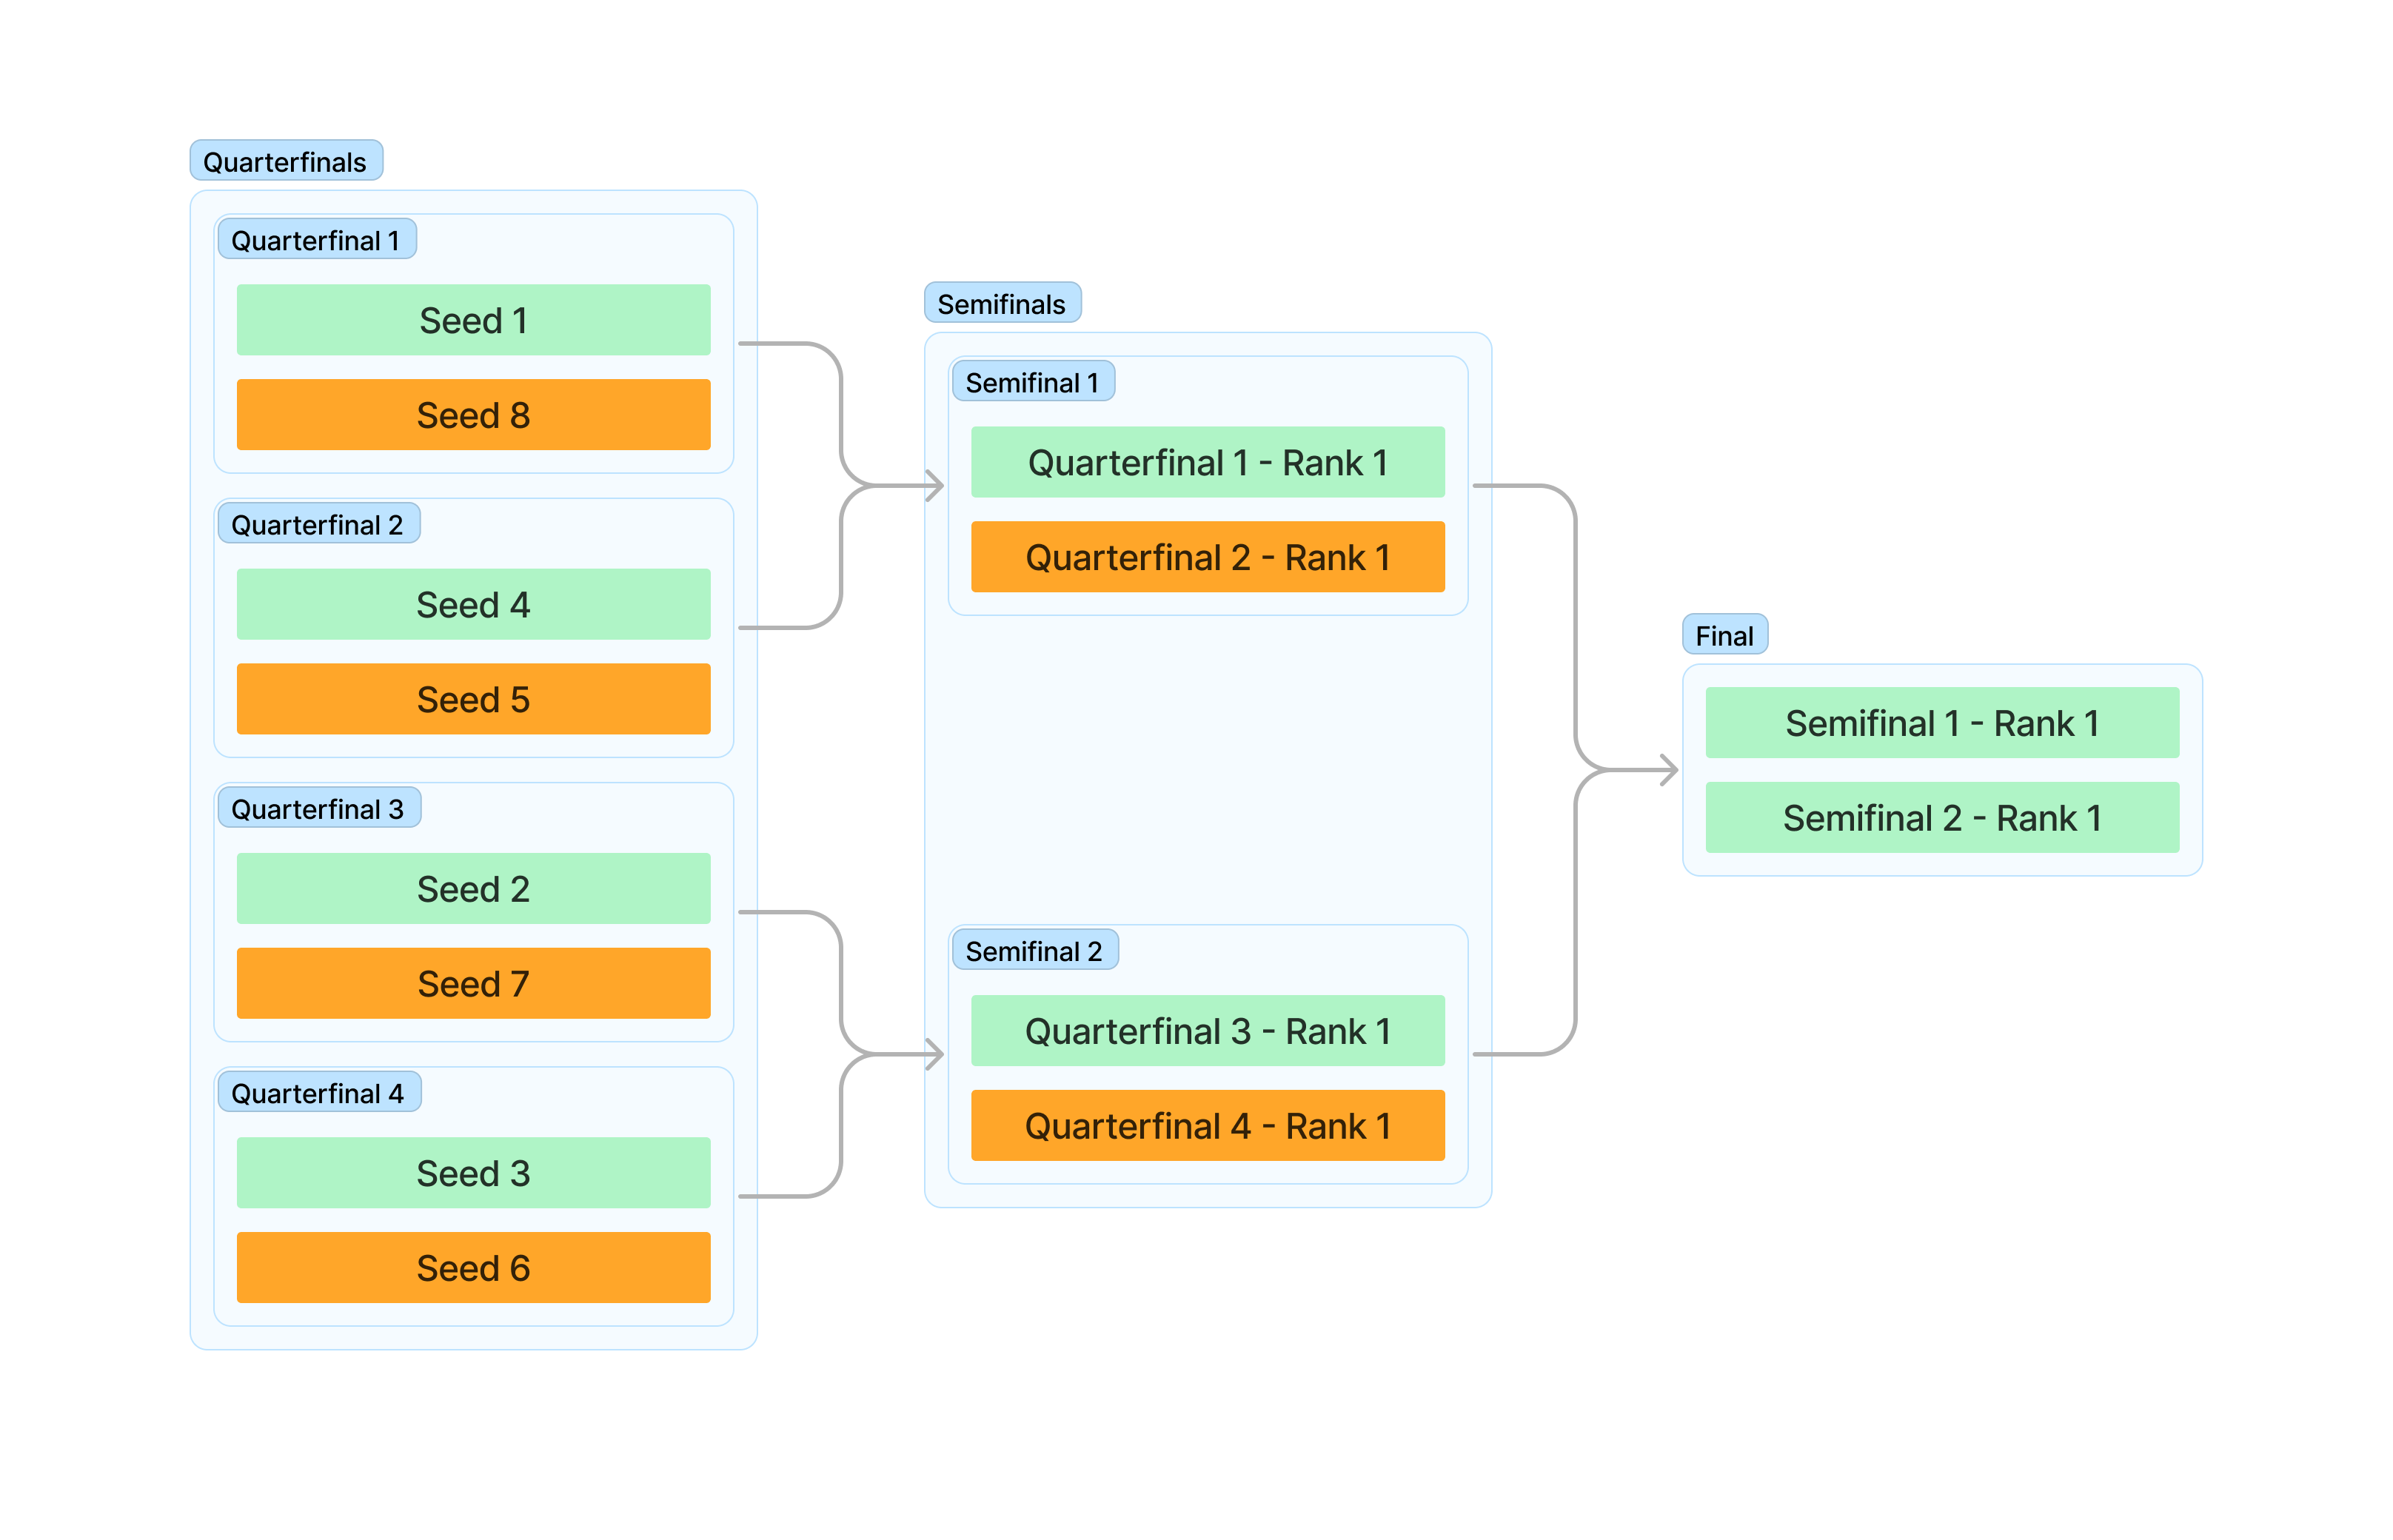 Quarterfinals
Quarterfinal 1
Seed 1
Seed 8
Quarterfinal 2
Seed 4
Seed 5
Quarterfinal 3
Seed 2
Seed 7
Quarterfinal 4
Seed 3
Seed 6
Semifinals
Semifinal 1
Quarterfinal 1 - Rank 1
Quarterfinal 2 - Rank 1
Semifinal 2
Quarterfinal 3 - Rank 1
Quarterfinal 4 - Rank 1
Final
Semifinal 1 - Rank 1
Semifinal 2 - Rank 1